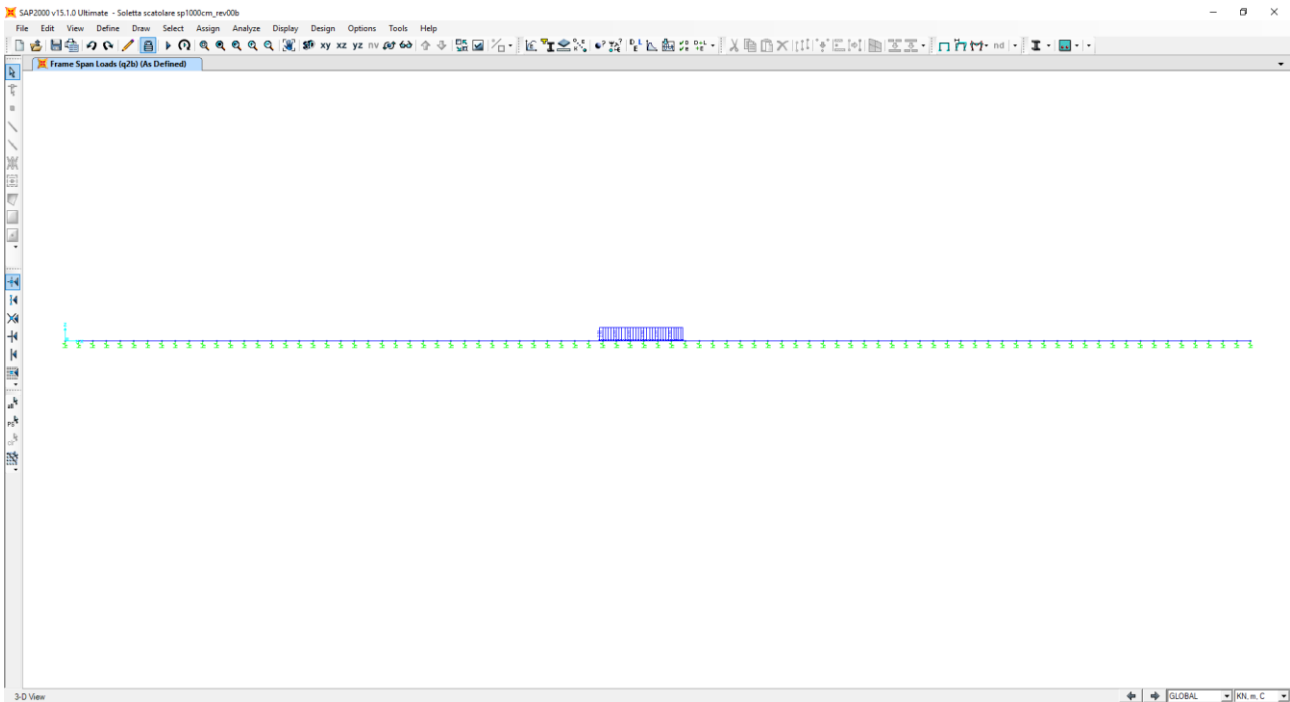 SAP2000 v15.1.0 Ultimate - Soletta scatolare sp1000cm_rev00b
File Edit View Define Draw Select Assign Analyze Display Design Options Tools Help
xy xz yz nv nd
Frame Span Loads (q2b) (As Defined)
3-D View GLOBAL KN, m, C